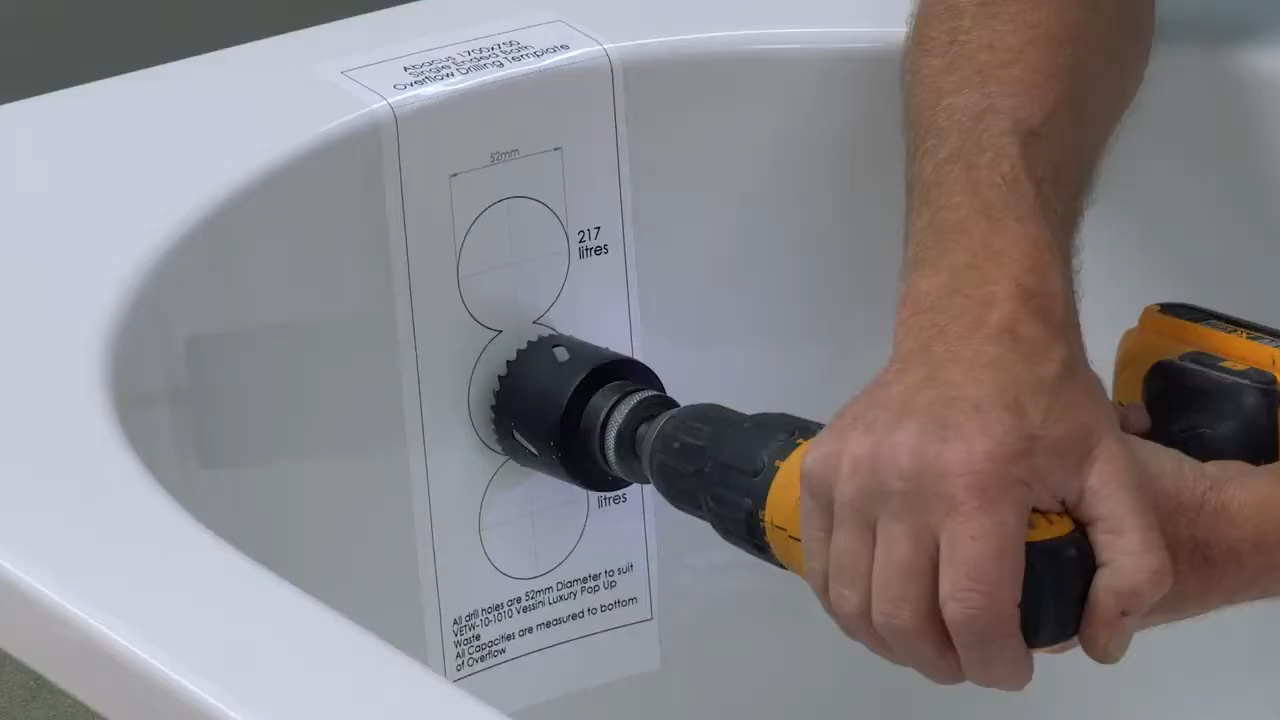 Abacus 1700x750
Single Ended Bath
Overflow Drilling Template
52mm
217
litres
litres
All drill holes are 52mm Diameter to suit
VETW-10-1010 Vessini Luxury Pop Up
Waste
All Capacities are measured to bottom
of Overflow